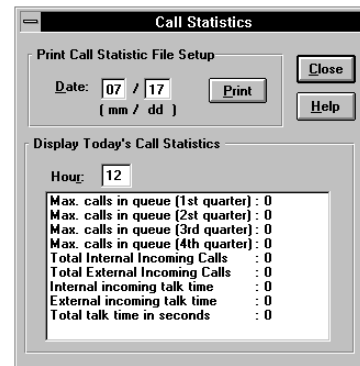 Call Statistics
Print Call Statistic File Setup
Close
Date: 07 / 17 Print
( mm / dd )
Help
Display Today's Call Statistics
Hour: 12
Max. calls in queue (1st quarter) : 0
Max. calls in queue (2st quarter) : 0
Max. calls in queue (3rd quarter) : 0
Max. calls in queue (4th quarter) : 0
Total Internal Incoming Calls : 0
Total External Incoming Calls : 0
Internal incoming talk time : 0
External incoming talk time : 0
Total talk time in seconds : 0